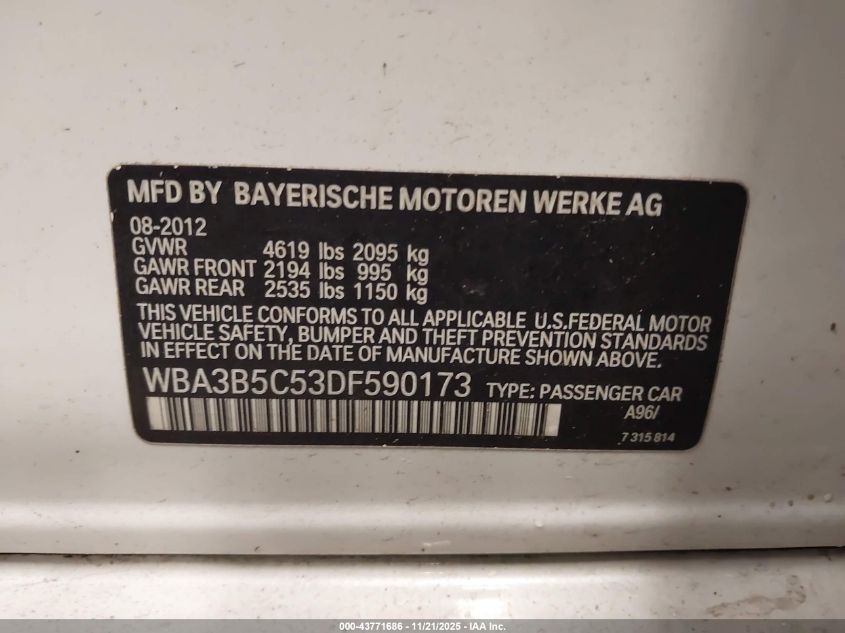 MFD BY BAYERISCHE MOTOREN WERKE AG
08-2012
GVWR 4619 lbs 2095 kg
GAWR FRONT 2194 lbs 995 kg
GAWR REAR 2535 lbs 1150 kg
THIS VEHICLE CONFORMS TO ALL APPLICABLE U.S.FEDERAL MOTOR
VEHICLE SAFETY, BUMPER AND THEFT PREVENTION STANDARDS
IN EFFECT ON THE DATE OF MANUFACTURE SHOWN ABOVE.
WBA3B5C53DF590173 TYPE: PASSENGER CAR
A96/
7 315 814
000-43771686 - 11/21/2025 - IAA Inc.